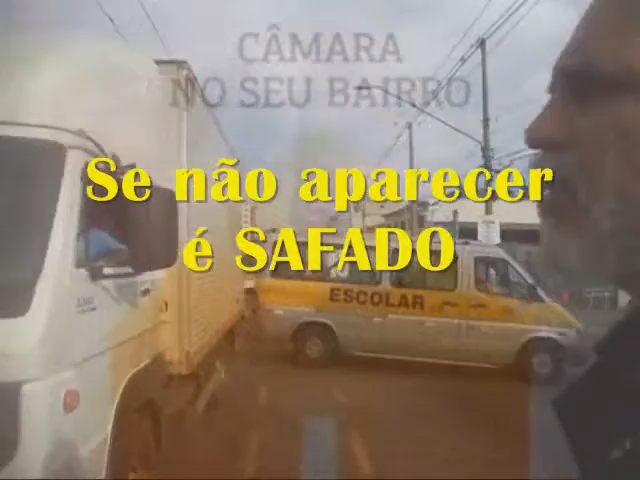 CÂMARA
NO SEU BAIRRO
Se não aparecer
é SAFADO
ESCOLAR